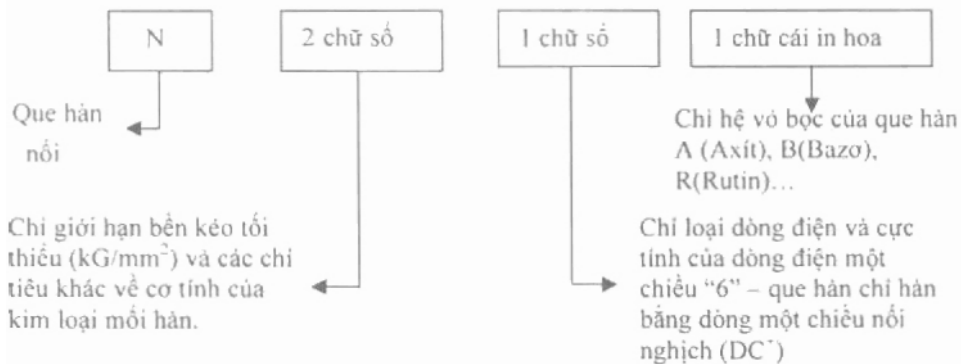 N
2 chữ số
1 chữ số
1 chữ cái in hoa
Que hàn
nối
Chỉ hệ vỏ bọc của que hàn
A (Axít), B(Bazơ),
R(Rutin)...
Chỉ giới hạn bền kéo tối
thiểu (kG/mm²) và các chỉ
tiêu khác về cơ tính của
kim loại mối hàn.
Chỉ loại dòng điện và cực
tính của dòng điện một
chiều “6” – que hàn chỉ hàn
bằng dòng một chiều nối
nghịch (DC⁺)